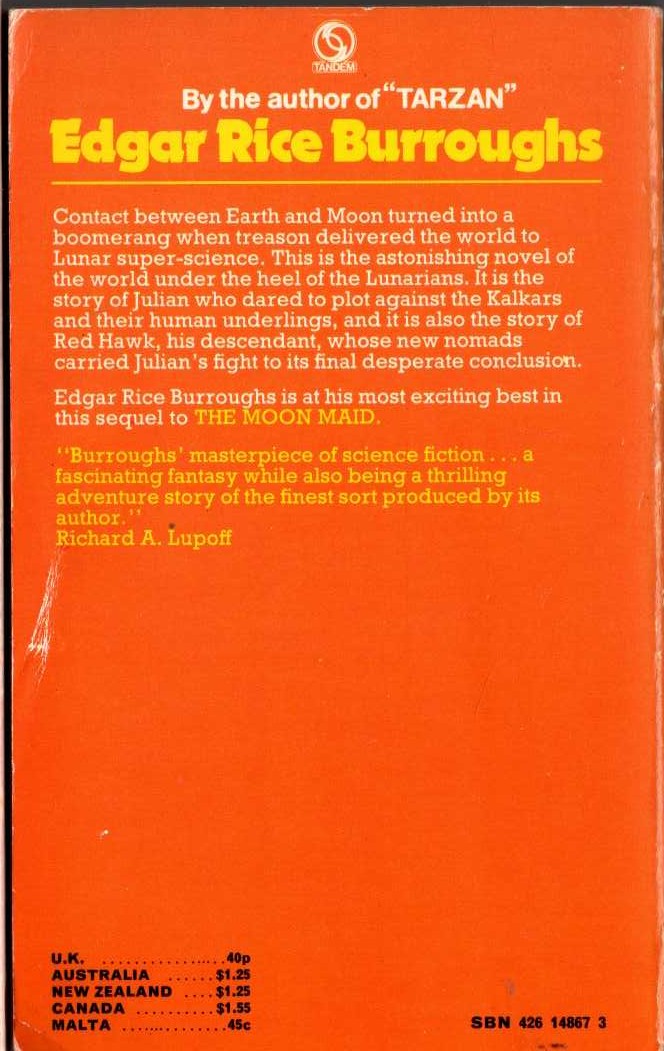 TANDEM
By the author of "TARZAN"
Edgar Rice Burroughs
Contact between Earth and Moon turned into a
boomerang when treason delivered the world to
Lunar super-science. This is the astonishing novel of
the world under the heel of the Lunarians. It is the
story of Julian who dared to plot against the Kalkars
and their human underlings, and it is also the story of
Red Hawk, his descendant, whose new nomads
carried Julian's fight to its final desperate conclusion.
Edgar Rice Burroughs is at his most exciting best in
this sequel to THE MOON MAID.
"Burroughs' masterpiece of science fiction . . . a
fascinating fantasy while also being a thrilling
adventure story of the finest sort produced by its
author."
Richard A. Lupoff
U.K. ..................40p
AUSTRALIA ......$1.25
NEW ZEALAND ....$1.25
CANADA ..........$1.55
MALTA ...............45c
SBN 426 14867 3